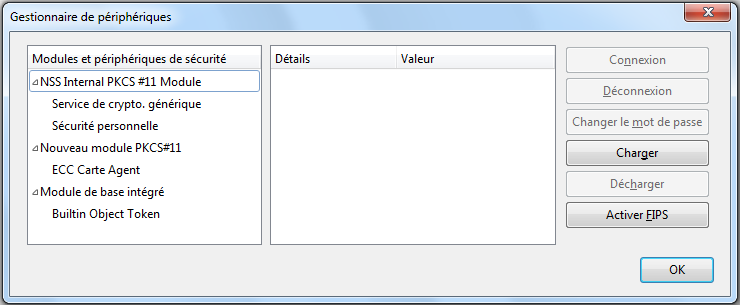 Gestionnaire de périphériques
Modules et périphériques de sécurité
NSS Internal PKCS #11 Module
Service de crypto. générique
Sécurité personnelle
Nouveau module PKCS#11
ECC Carte Agent
Module de base intégré
Builtin Object Token
Détails Valeur
Connexion
Déconnexion
Changer le mot de passe
Charger
Décharger
Activer FIPS
OK